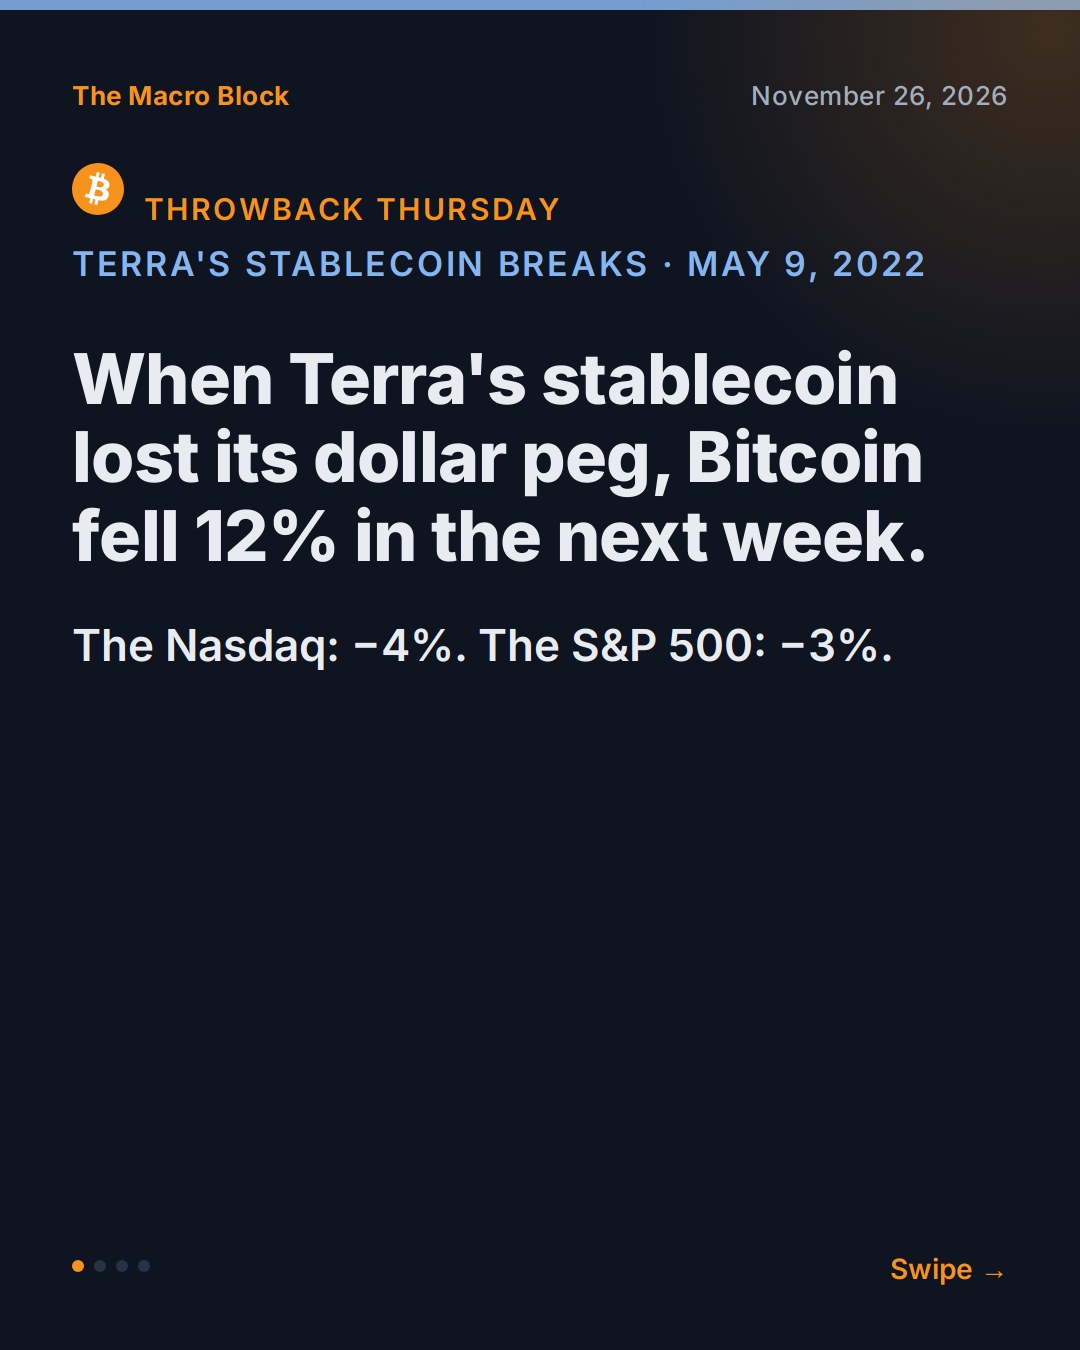 The Macro Block
November 26, 2026
THROWBACK THURSDAY
TERRA'S STABLECOIN BREAKS · MAY 9, 2022
When Terra's stablecoin
lost its dollar peg, Bitcoin
fell 12% in the next week.
The Nasdaq: −4%. The S&P 500: −3%.
Swipe →